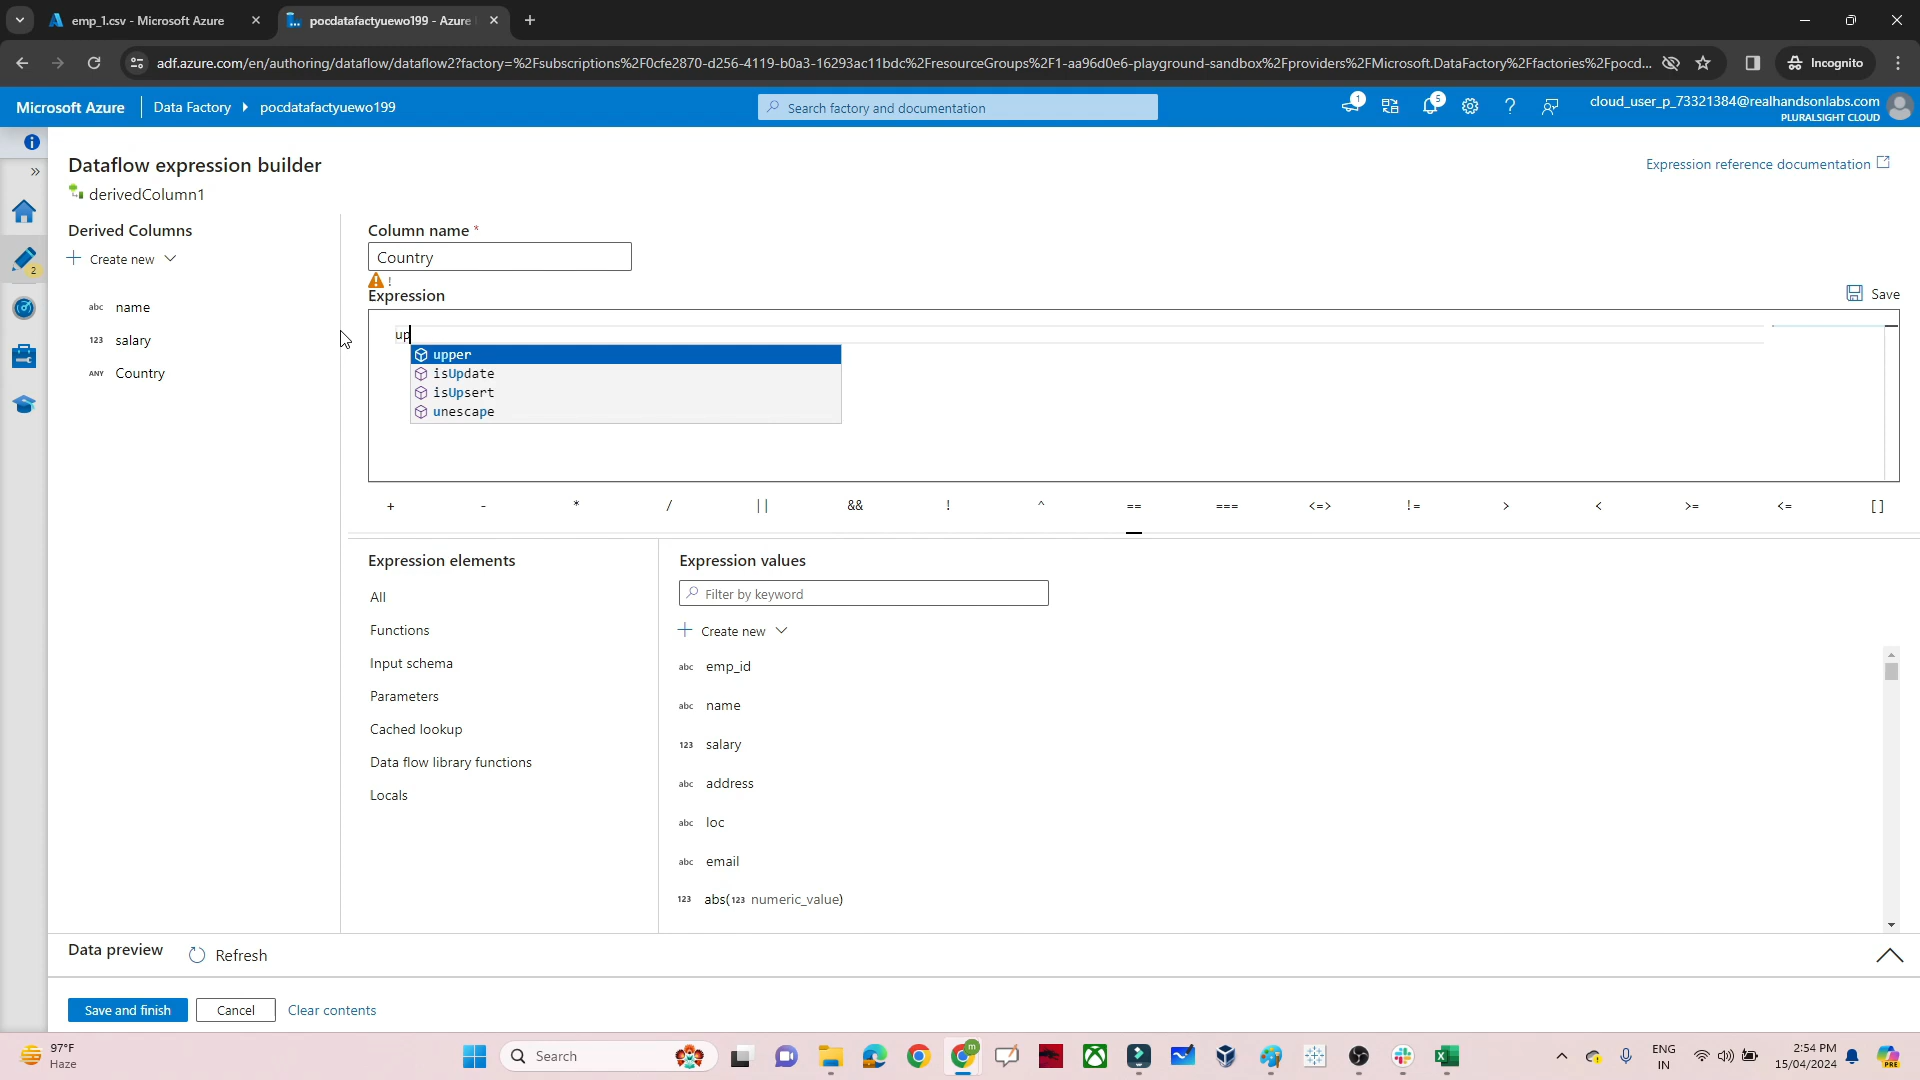 emp_1.csv - Microsoft Azure
pocdatafactyuewo199 - Azure
adf.azure.com/en/authoring/dataflow/dataflow2?factory=%2Fsubscriptions%2F0cfe2870-d256-4119-b0a3-16293ac11bdc%2FresourceGroups%2F1-aa96d0e6-playground-sandbox%2Fproviders%2FMicrosoft.DataFactory%2Ffactories%2Fpocd...
Incognito
Microsoft Azure
Data Factory
pocdatafactyuewo199
Search factory and documentation
1
5
cloud_user_p_73321384@realhandsonlabs.com
PLURALSIGHT CLOUD
Dataflow expression builder
Expression reference documentation
derivedColumn1
Derived Columns
Column name *
Create new
Country
2
!
Expression
Save
abc name
123 salary
ANY Country
up
upper
isUpdate
isUpsert
unescape
+ - * / || && ! ^ == === <=> != > < >= <= []
Expression elements
All
Functions
Input schema
Parameters
Cached lookup
Data flow library functions
Locals
Expression values
Filter by keyword
Create new
abc emp_id
abc name
123 salary
abc address
abc loc
abc email
123 abs(123 numeric_value)
Data preview
Refresh
Save and finish
Cancel
Clear contents
97°F
Haze
Search
m
ENG
IN
2:54 PM
15/04/2024
PRE